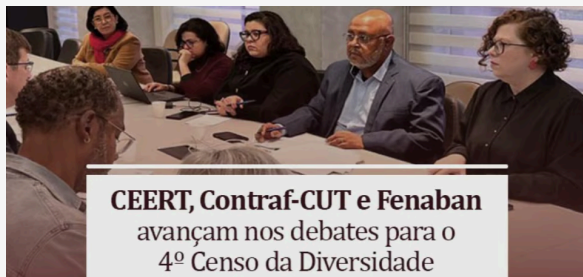 CEERT, Contraf-CUT e Fenaban
avançam nos debates para o
4º Censo da Diversidade